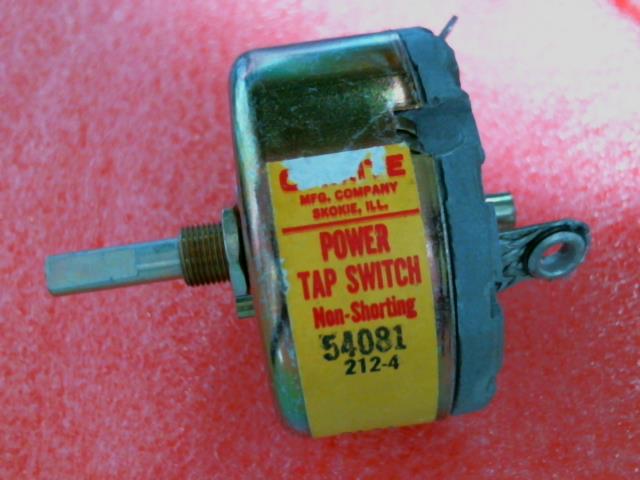 MFG. COMPANY
SKOKIE, ILL.
POWER
TAP SWITCH
Non-Shorting
54081
212-4